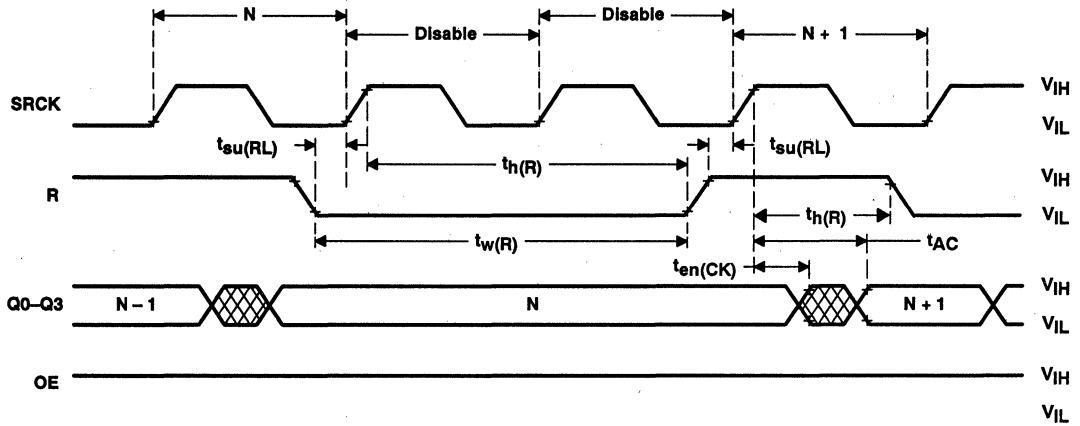 N
Disable
Disable
N + 1
SRCK
VIH
VIL
tsu(RL)
th(R)
tsu(RL)
R
VIH
VIL
tw(R)
th(R)
tAC
ten(CK)
Q0–Q3
N – 1
N
N + 1
VIH
VIL
OE
VIH
VIL